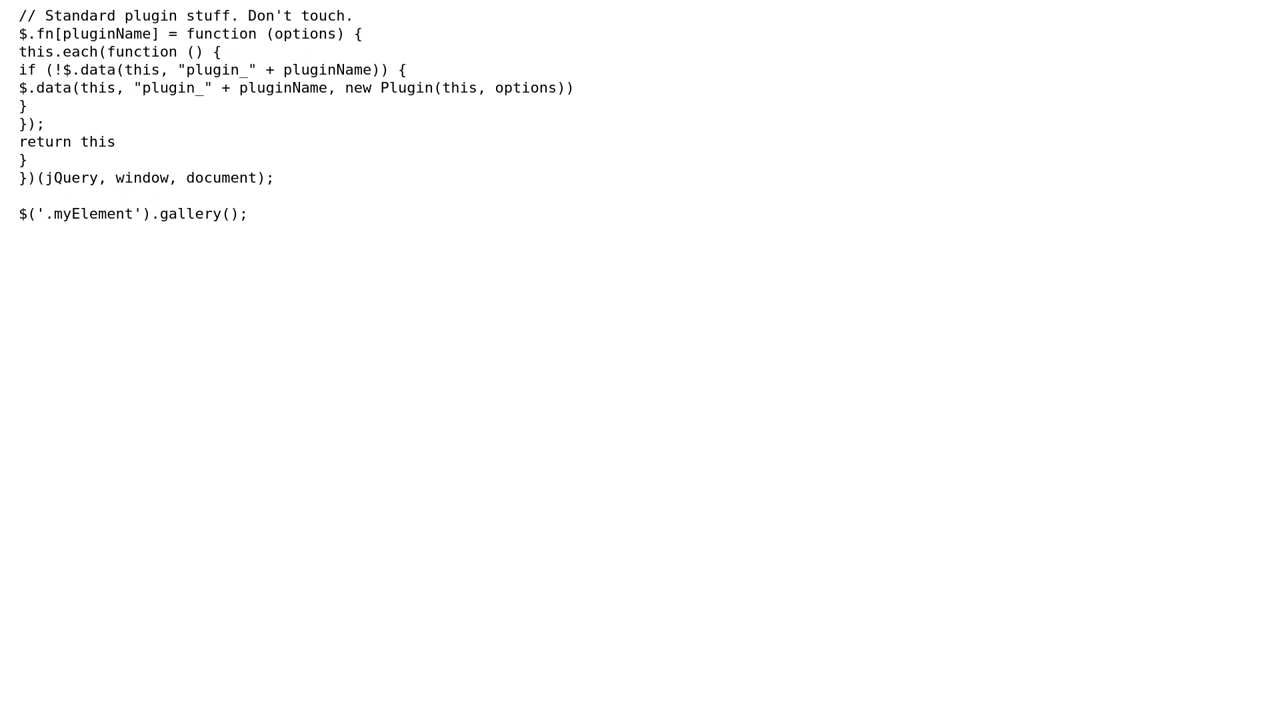 // Standard plugin stuff. Don't touch.
$.fn[pluginName] = function (options) {
this.each(function () {
if (!$.data(this, "plugin_" + pluginName)) {
$.data(this, "plugin_" + pluginName, new Plugin(this, options))
}
});
return this
}
})(jQuery, window, document);

$('.myElement').gallery();